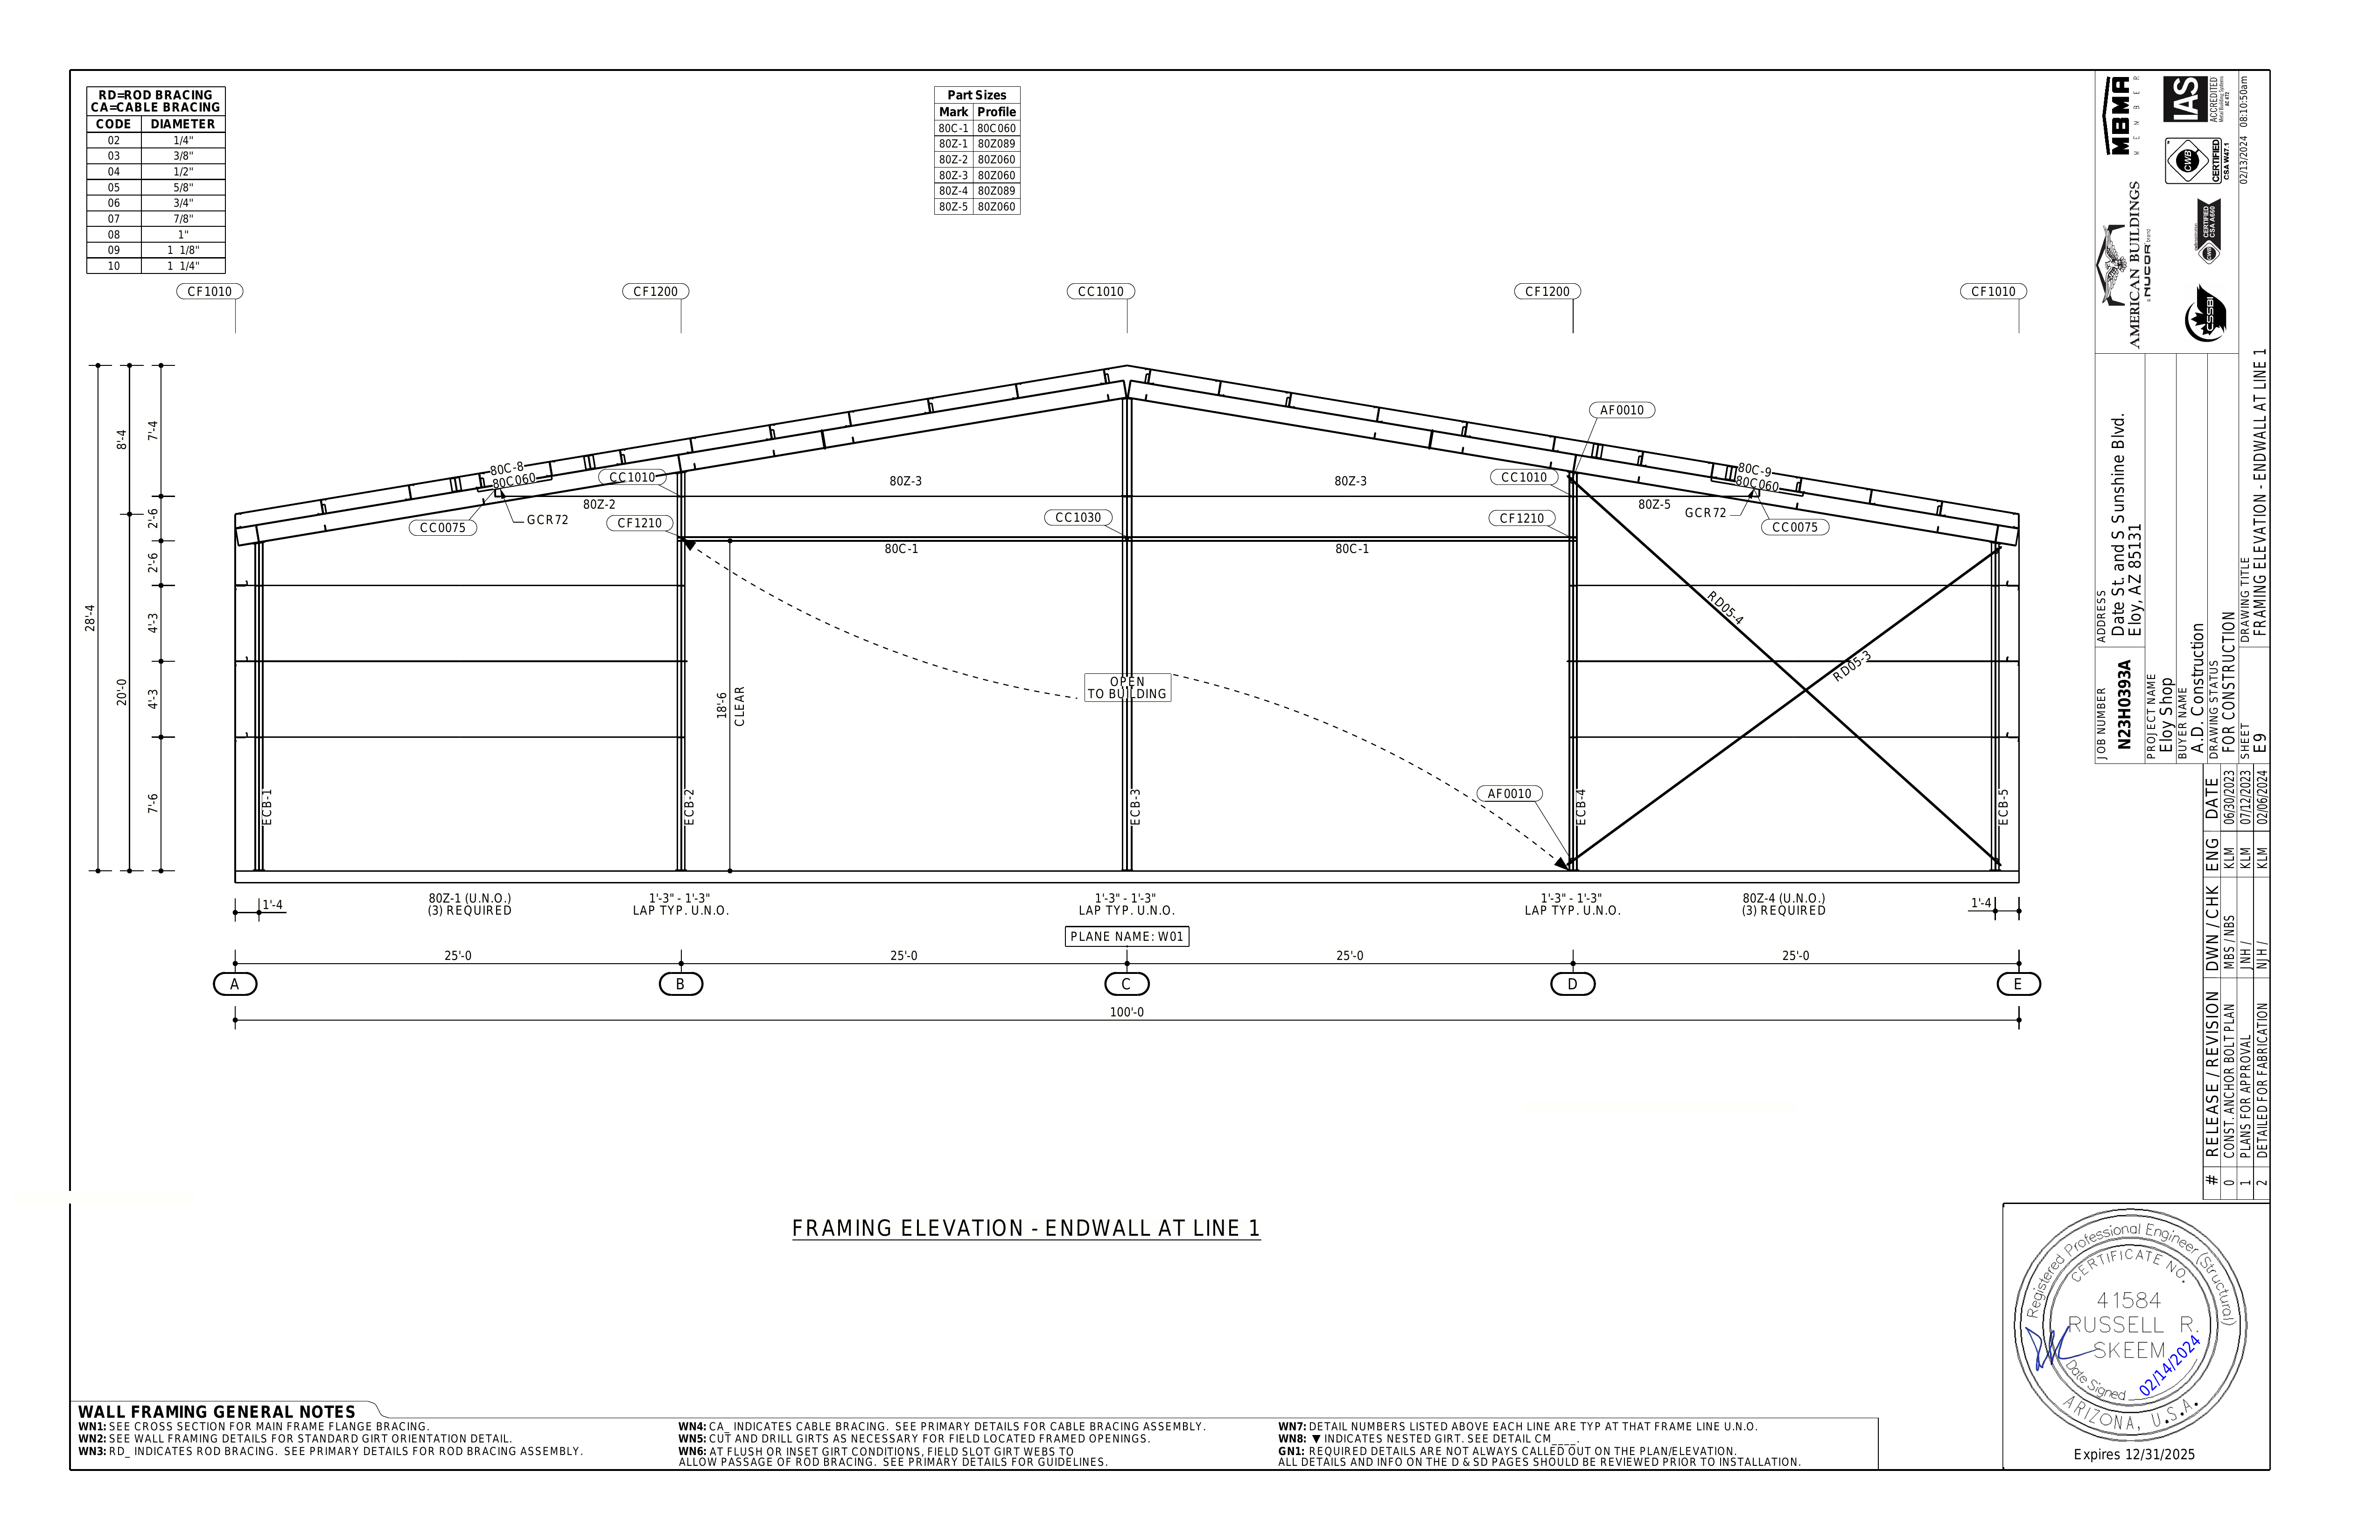 RD=ROD BRACING
CA=CABLE BRACING
CODE DIAMETER
02 1/4"
03 3/8"
04 1/2"
05 5/8"
06 3/4"
07 7/8"
08 1"
09 1 1/8"
10 1 1/4"
Part Sizes
Mark Profile
80C-1 80C060
80Z-1 80Z089
80Z-2 80Z060
80Z-3 80Z060
80Z-4 80Z089
80Z-5 80Z060
CF1010
CF1200
CC1010
CF1200
CF1010
AF0010
28'-4
8'-4
20'-0
7'-4
2'-6
2'-6
4'-3
4'-3
7'-6
80C-8
80C060
CC1010
80Z-3
80Z-3
CC1010
80C-9
80C060
80Z-2
80Z-5
GCR72
CC0075
GCR72
CC0075
CF1210
CC1030
CF1210
80C-1
80C-1
RD05-4
RD05-3
OPEN
TO BUILDING
18'-6
CLEAR
AF0010
ECB-1
ECB-2
ECB-3
ECB-4
ECB-5
1'-4
80Z-1 (U.N.O.)
(3) REQUIRED
1'-3" - 1'-3"
LAP TYP. U.N.O.
1'-3" - 1'-3"
LAP TYP. U.N.O.
1'-3" - 1'-3"
LAP TYP. U.N.O.
80Z-4 (U.N.O.)
(3) REQUIRED
1'-4
PLANE NAME: W01
25'-0
25'-0
25'-0
25'-0
A
B
C
D
E
100'-0
FRAMING ELEVATION - ENDWALL AT LINE 1
WALL FRAMING GENERAL NOTES
WN1: SEE CROSS SECTION FOR MAIN FRAME FLANGE BRACING.
WN2: SEE WALL FRAMING DETAILS FOR STANDARD GIRT ORIENTATION DETAIL.
WN3: RD_ INDICATES ROD BRACING. SEE PRIMARY DETAILS FOR ROD BRACING ASSEMBLY.
WN4: CA_ INDICATES CABLE BRACING. SEE PRIMARY DETAILS FOR CABLE BRACING ASSEMBLY.
WN5: CUT AND DRILL GIRTS AS NECESSARY FOR FIELD LOCATED FRAMED OPENINGS.
WN6: AT FLUSH OR INSET GIRT CONDITIONS, FIELD SLOT GIRT WEBS TO
ALLOW PASSAGE OF ROD BRACING. SEE PRIMARY DETAILS FOR GUIDELINES.
WN7: DETAIL NUMBERS LISTED ABOVE EACH LINE ARE TYP AT THAT FRAME LINE U.N.O.
WN8: ▼ INDICATES NESTED GIRT. SEE DETAIL CM____.
GN1: REQUIRED DETAILS ARE NOT ALWAYS CALLED OUT ON THE PLAN/ELEVATION.
ALL DETAILS AND INFO ON THE D & SD PAGES SHOULD BE REVIEWED PRIOR TO INSTALLATION.
MBMA
MEMBER
IAS
ACCREDITED
CWB
CERTIFIED
CSA W47.1
CWB
CERTIFIED
CSA A660
CSSBI
AMERICAN BUILDINGS
a NUCOR brand
02/13/2024 08:10:50am
JOB NUMBER
N23H0393A
ADDRESS
Date St. and S Sunshine Blvd.
Eloy, AZ 85131
PROJECT NAME
Eloy Shop
BUYER NAME
A.D. Construction
DRAWING STATUS
FOR CONSTRUCTION
SHEET
E9
DRAWING TITLE
FRAMING ELEVATION - ENDWALL AT LINE 1
# RELEASE / REVISION DWN / CHK ENG DATE
0 CONST. ANCHOR BOLT PLAN MBS / NBS KLM 06/30/2023
1 PLANS FOR APPROVAL JNH / KLM 07/12/2023
2 DETAILED FOR FABRICATION NJH / KLM 02/06/2024
Registered Professional Engineer (Structural)
CERTIFICATE NO.
41584
RUSSELL R.
SKEEM
Date Signed
02/14/2024
ARIZONA, U.S.A.
Expires 12/31/2025